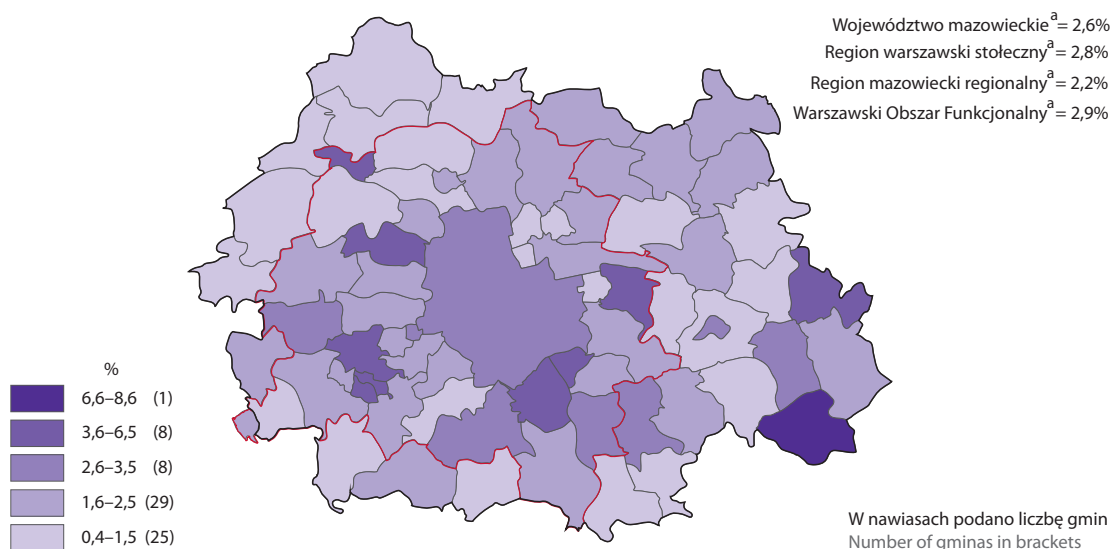 Województwo mazowieckie a = 2,6%
Region warszawski stołeczny a = 2,8%
Region mazowiecki regionalny a = 2,2%
Warszawski Obszar Funkcjonalny a = 2,9%
%
6,6–8,6 (1)
3,6–6,5 (8)
2,6–3,5 (8)
1,6–2,5 (29)
0,4–1,5 (25)
W nawiasach podano liczbę gmin
Number of gminas in brackets